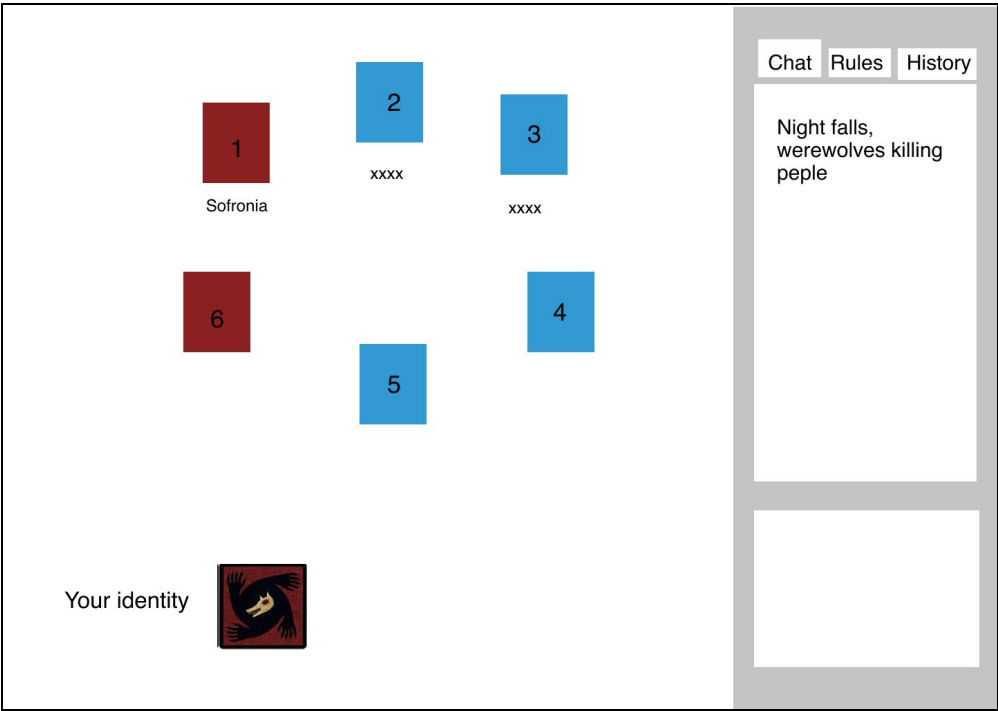 1
Sofronia
2
xxxx
3
xxxx
6
5
4
Your identity
Chat
Rules
History
Night falls,
werewolves killing
peple